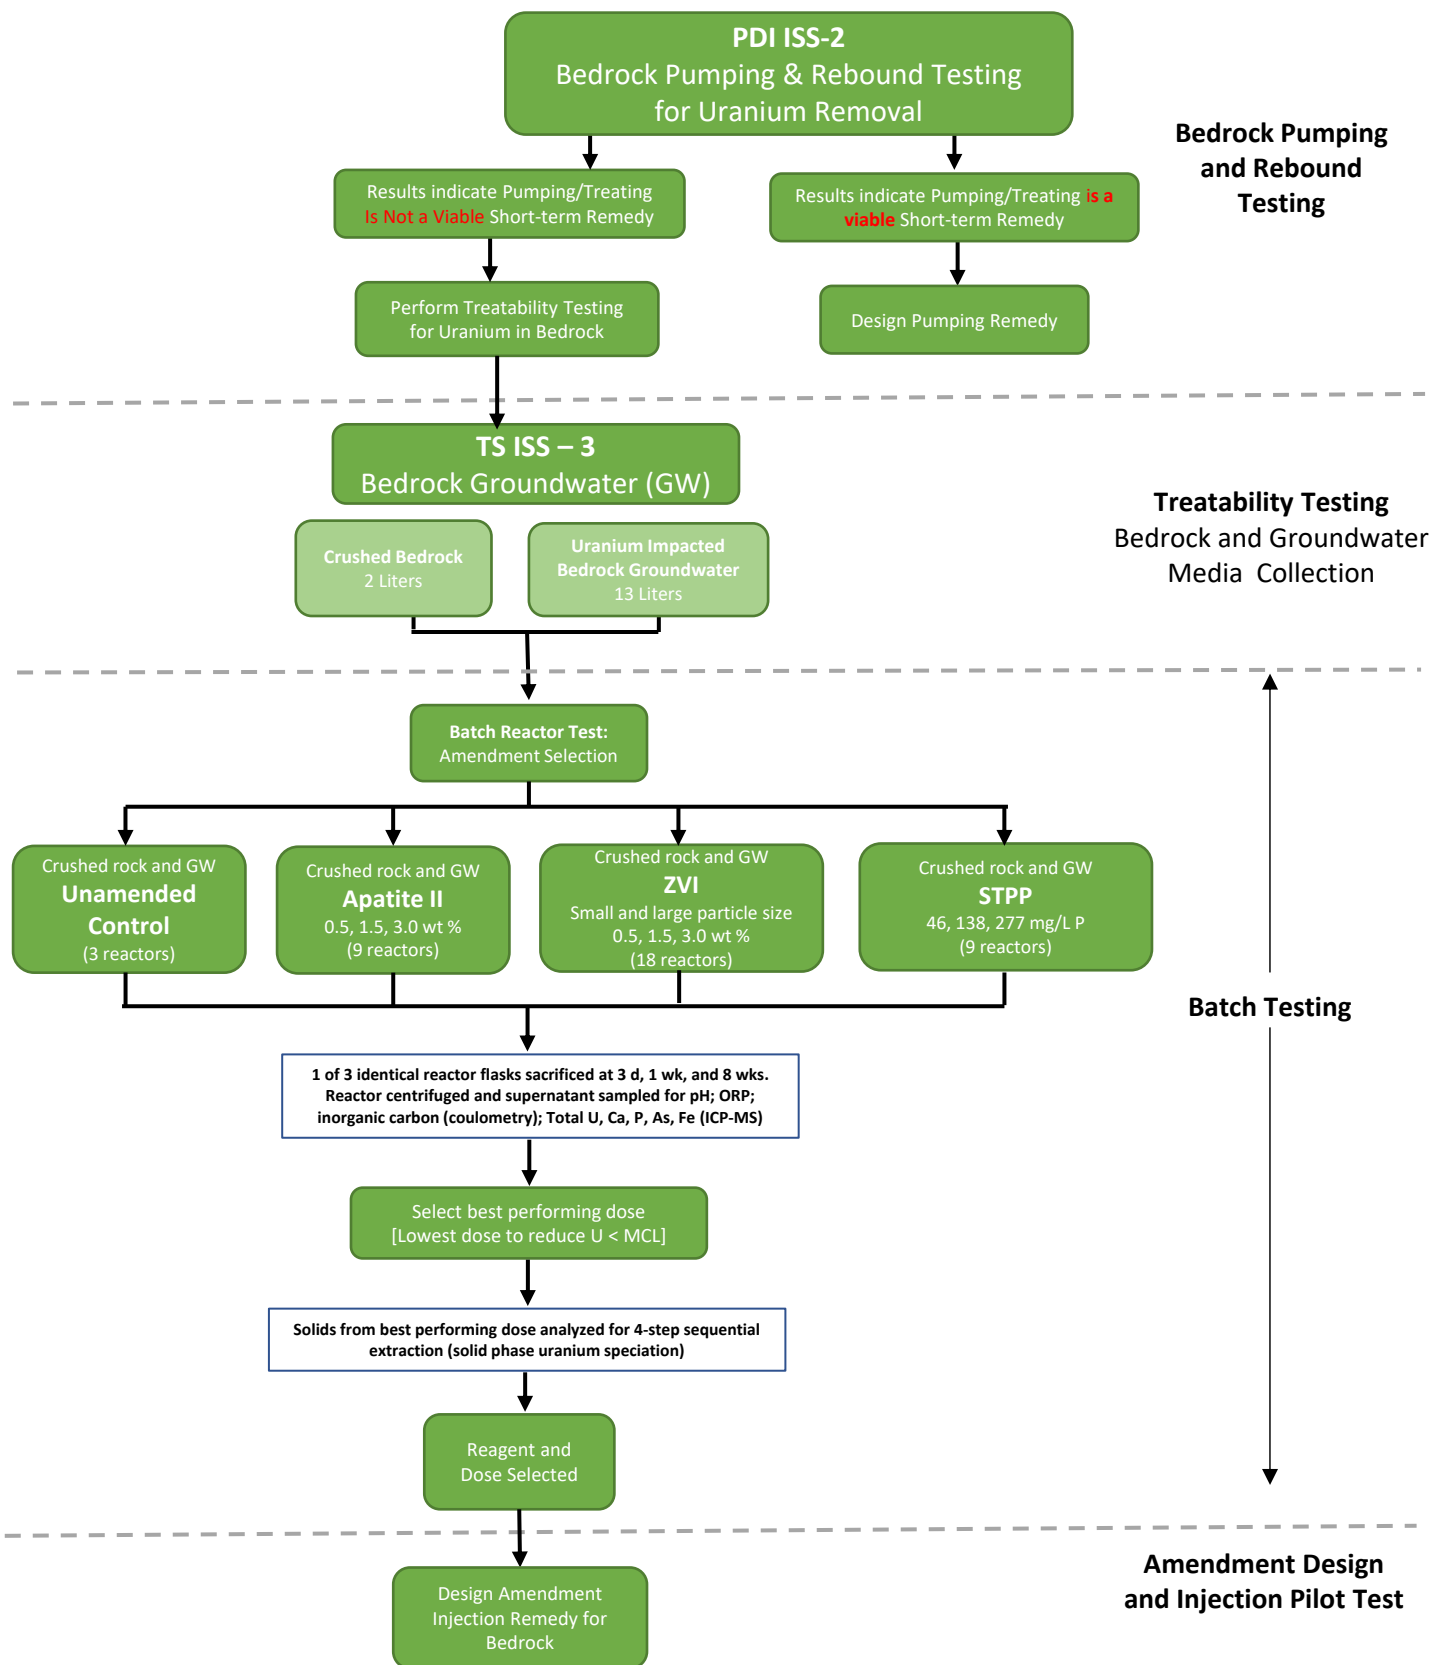 PDI ISS-2
Bedrock Pumping & Rebound Testing
for Uranium Removal
Bedrock Pumping
and Rebound
Testing
Results indicate Pumping/Treating
Is Not a Viable Short-term Remedy
Results indicate Pumping/Treating is a
viable Short-term Remedy
Perform Treatability Testing
for Uranium in Bedrock
Design Pumping Remedy
TS ISS – 3
Bedrock Groundwater (GW)
Treatability Testing
Bedrock and Groundwater
Media Collection
Crushed Bedrock
2 Liters
Uranium Impacted
Bedrock Groundwater
13 Liters
Batch Reactor Test:
Amendment Selection
Crushed rock and GW
Unamended
Control
(3 reactors)
Crushed rock and GW
Apatite II
0.5, 1.5, 3.0 wt %
(9 reactors)
Crushed rock and GW
ZVI
Small and large particle size
0.5, 1.5, 3.0 wt %
(18 reactors)
Crushed rock and GW
STPP
46, 138, 277 mg/L P
(9 reactors)
Batch Testing
1 of 3 identical reactor flasks sacrificed at 3 d, 1 wk, and 8 wks.
Reactor centrifuged and supernatant sampled for pH; ORP;
inorganic carbon (coulometry); Total U, Ca, P, As, Fe (ICP-MS)
Select best performing dose
[Lowest dose to reduce U < MCL]
Solids from best performing dose analyzed for 4-step sequential
extraction (solid phase uranium speciation)
Reagent and
Dose Selected
Amendment Design
and Injection Pilot Test
Design Amendment
Injection Remedy for
Bedrock